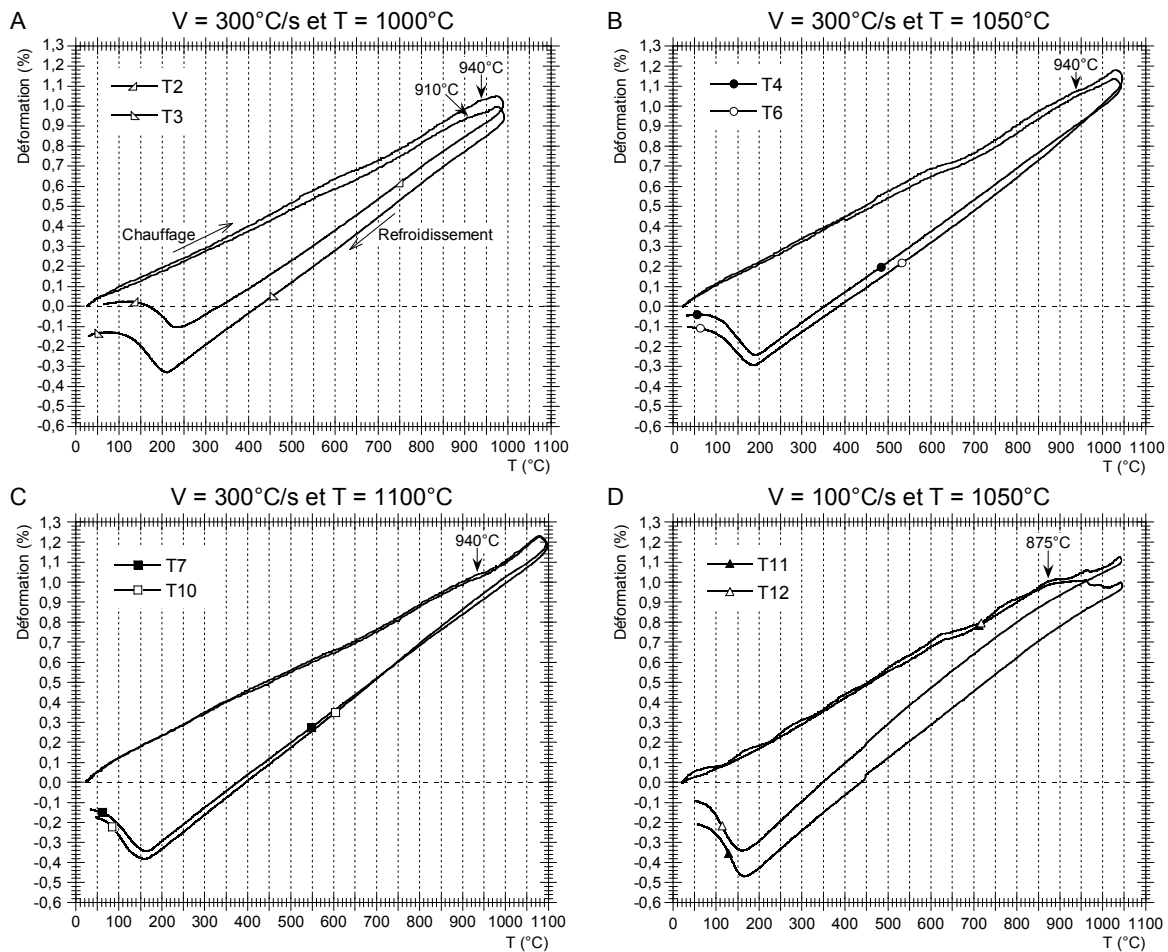 A
V = 300°C/s et T = 1000°C
1,3
1,2
1,1
1,0
0,9
0,8
0,7
0,6
0,5
0,4
0,3
0,2
0,1
0,0
-0,1
-0,2
-0,3
-0,4
-0,5
-0,6
Déformation (%)
T2
T3
940°C
910°C
Chauffage
Refroidissement
0 100 200 300 400 500 600 700 800 900 1000 1100
T (°C)
B
V = 300°C/s et T = 1050°C
1,3
1,2
1,1
1,0
0,9
0,8
0,7
0,6
0,5
0,4
0,3
0,2
0,1
0,0
-0,1
-0,2
-0,3
-0,4
-0,5
-0,6
Déformation (%)
T4
T6
940°C
0 100 200 300 400 500 600 700 800 900 1000 1100
T (°C)
C
V = 300°C/s et T = 1100°C
1,3
1,2
1,1
1,0
0,9
0,8
0,7
0,6
0,5
0,4
0,3
0,2
0,1
0,0
-0,1
-0,2
-0,3
-0,4
-0,5
-0,6
Déformation (%)
T7
T10
940°C
0 100 200 300 400 500 600 700 800 900 1000 1100
T (°C)
D
V = 100°C/s et T = 1050°C
1,3
1,2
1,1
1,0
0,9
0,8
0,7
0,6
0,5
0,4
0,3
0,2
0,1
0,0
-0,1
-0,2
-0,3
-0,4
-0,5
-0,6
Déformation (%)
T11
T12
875°C
0 100 200 300 400 500 600 700 800 900 1000 1100
T (°C)